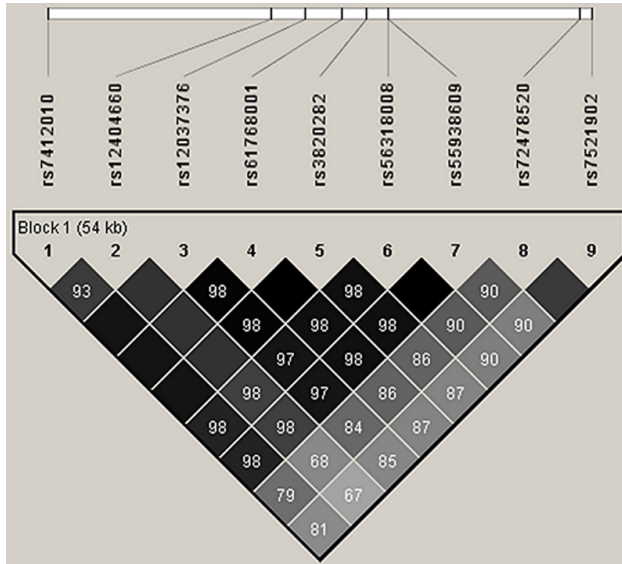 rs7412010
rs12404660
rs12037376
rs61768001
rs3820282
rs56318008
rs55938609
rs72478520
rs7521902
Block 1 (54 kb)
1 2 3 4 5 6 7 8 9
93 98 98 90
98 98 98 90 90
97 98 86 90
98 97 86 87
98 98 84 87
98 68 85
79 67
81